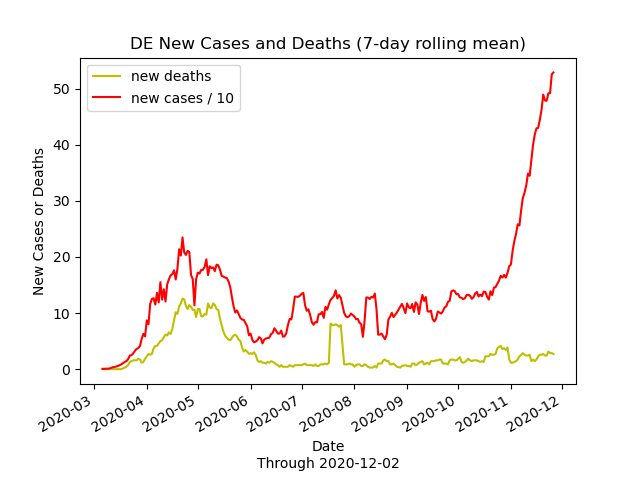 DE New Cases and Deaths (7-day rolling mean)
new deaths
new cases / 10
New Cases or Deaths
50
40
30
20
10
0
2020-03
2020-04
2020-05
2020-06
2020-07
2020-08
2020-09
2020-10
2020-11
2020-12
Date
Through 2020-12-02